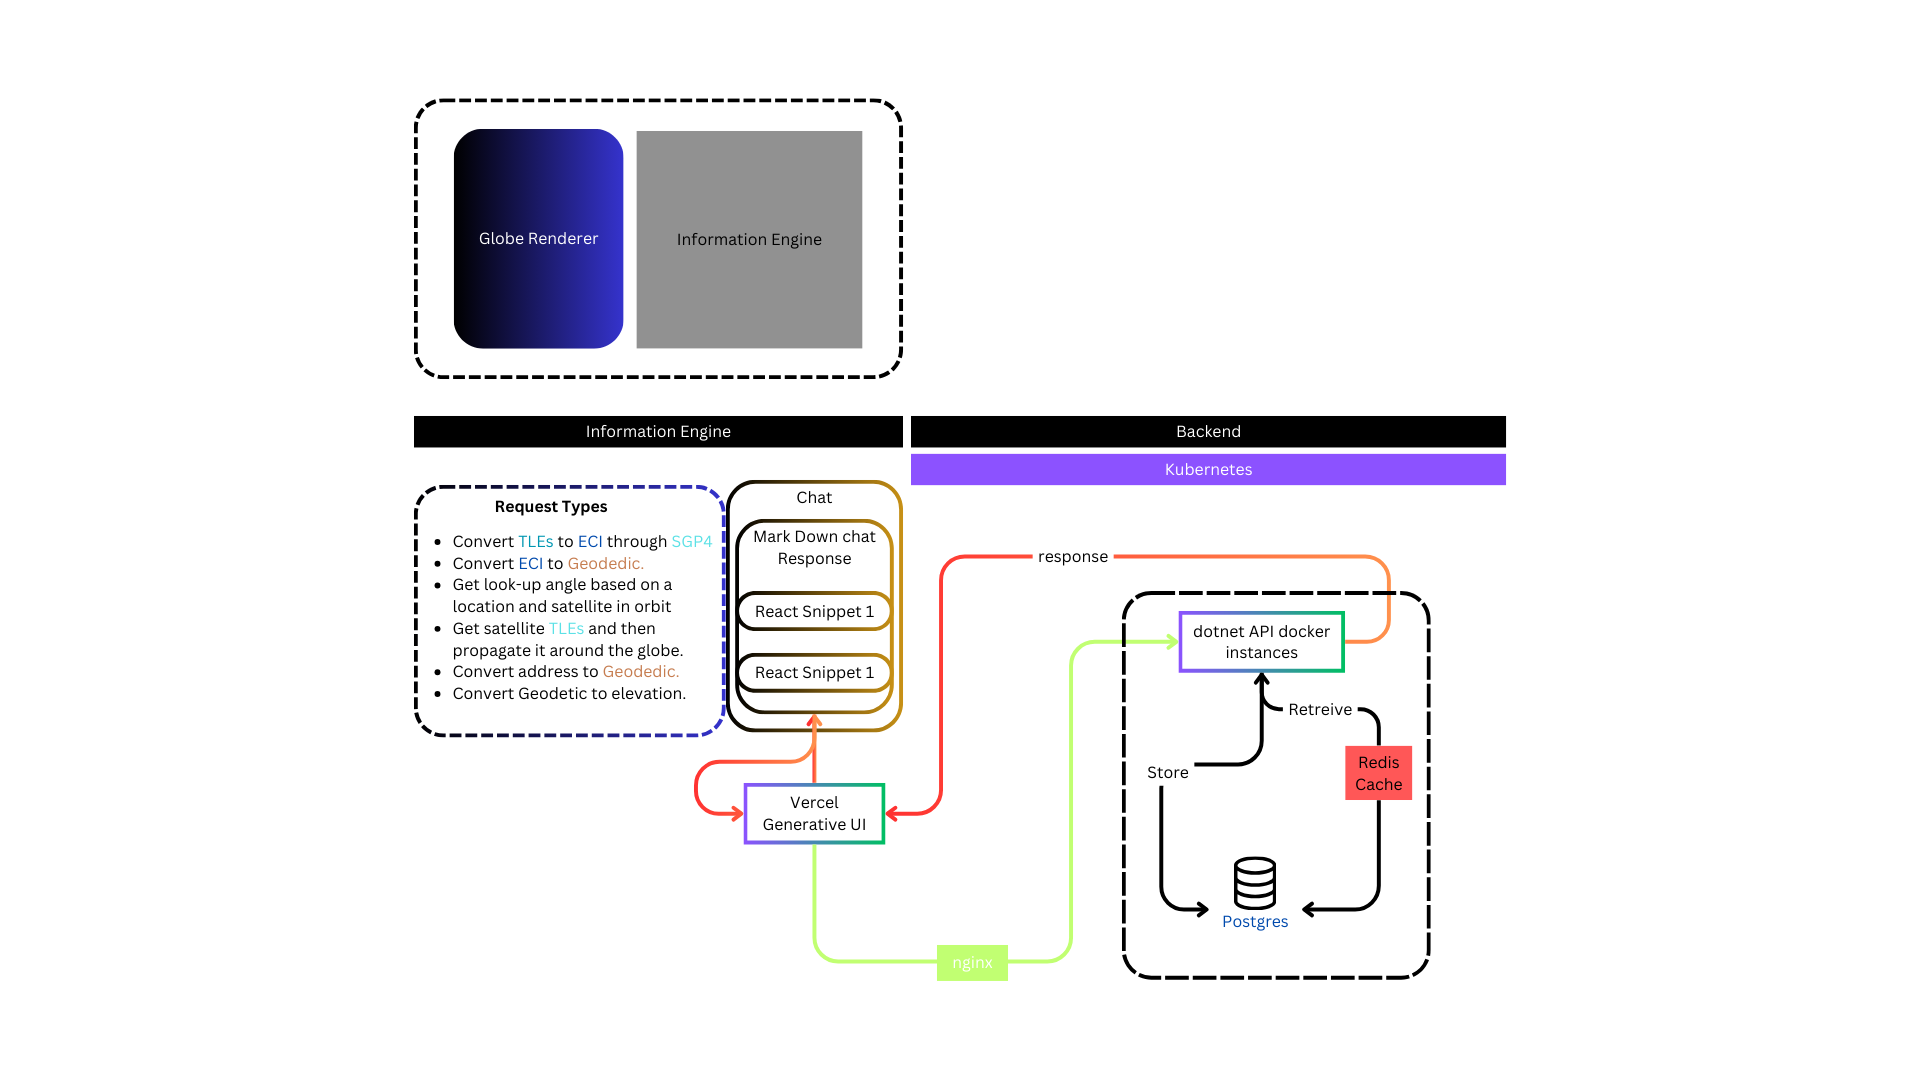 Globe Renderer
Information Engine
Information Engine
Backend
Kubernetes
Request Types
Convert TLEs to ECI through SGP4
Convert ECI to Geodedic.
Get look-up angle based on a
location and satellite in orbit
Get satellite TLEs and then
propagate it around the globe.
Convert address to Geodedic.
Convert Geodetic to elevation.
Chat
Mark Down chat
Response
React Snippet 1
React Snippet 1
Vercel
Generative UI
response
nginx
dotnet API docker
instances
Retreive
Store
Redis
Cache
Postgres